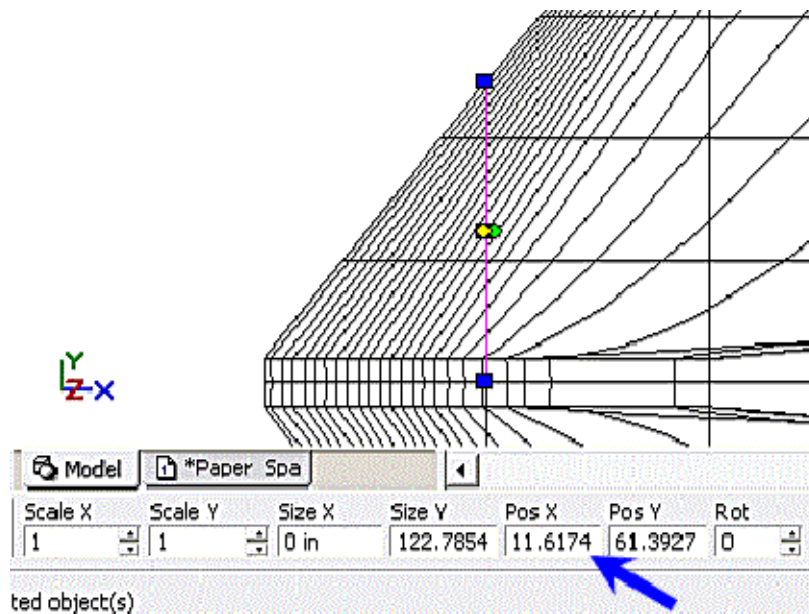 Y
Z X
Model *Paper Spa
Scale X Scale Y Size X Size Y Pos X Pos Y Rot
1 1 0 in 122.7854 11.6174 61.3927 0
ted object(s)